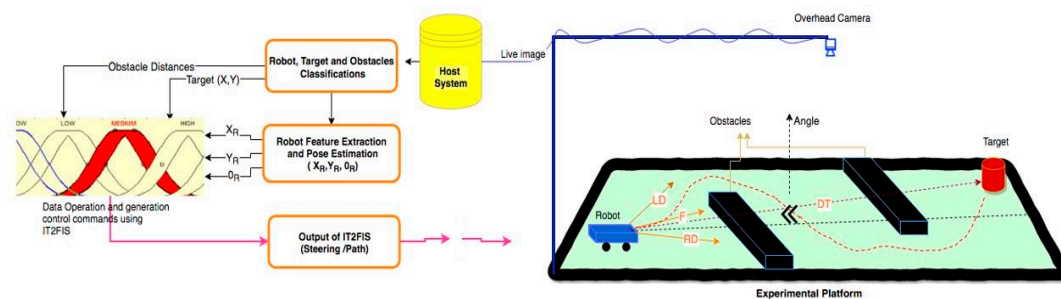 Overhead Camera
Live image
Host
System
Robot, Target and Obstacles
Classifications
Obstacle Distances
Target (X,Y)
LOW
MEDIUM
HIGH
XR
YR
0R
Robot Feature Extraction
and Pose Estimation
( XR,YR, 0R)
Data Operation and generation
control commands using
IT2FIS
Output of IT2FIS
(Steering /Path)
Obstacles
Angle
Target
Robot
LD
F
RD
DT
Experimental Platform